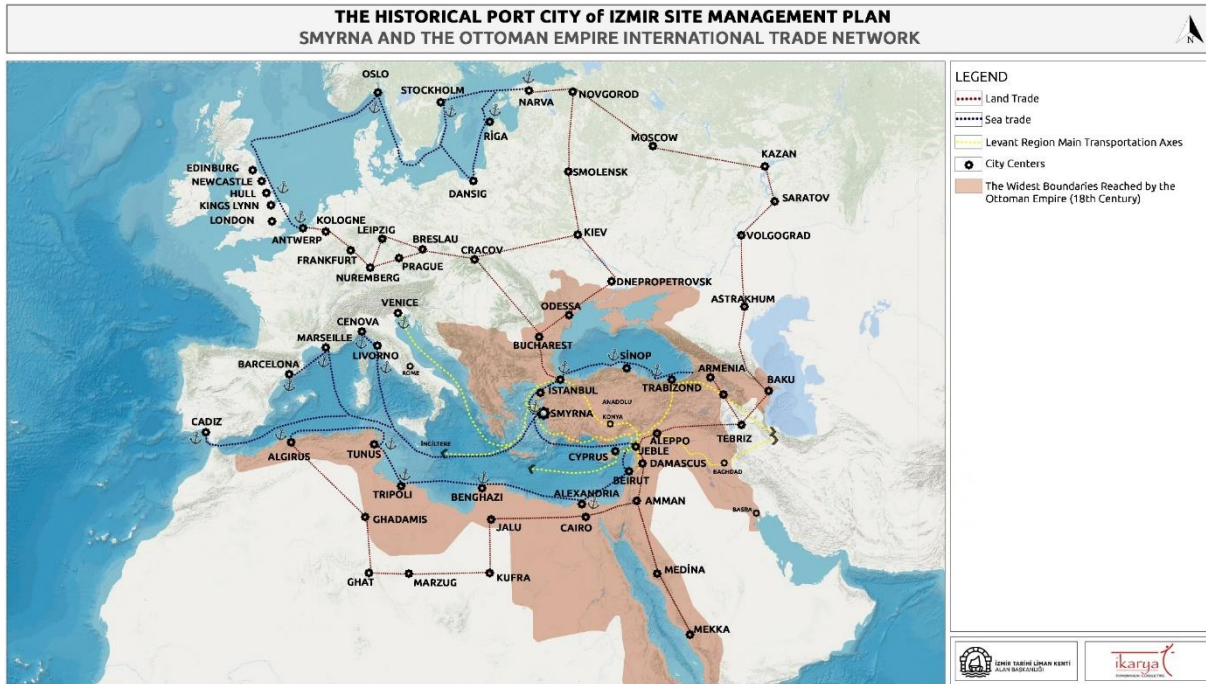 THE HISTORICAL PORT CITY of IZMIR SITE MANAGEMENT PLAN
SMYRNA AND THE OTTOMAN EMPIRE INTERNATIONAL TRADE NETWORK
N
LEGEND
Land Trade
Sea trade
Levant Region Main Transportation Axes
City Centers
The Widest Boundaries Reached by the
Ottoman Empire (18th Century)
OSLO
STOCKHOLM
NARVA
NOVGOROD
RİGA
MOSCOW
KAZAN
EDINBURG
NEWCASTLE
HULL
KINGS LYNN
LONDON
DANSIG
SMOLENSK
SARATOV
ANTWERP
KOLOGNE
LEIPZIG
BRESLAU
CRACOV
KIEV
VOLGOGRAD
FRANKFURT
PRAGUE
NUREMBERG
DNEPROPETROVSK
VENICE
ODESSA
ASTRAKHUM
CENOVA
MARSEILLE
LIVORNO
BUCHAREST
BARCELONA
ROME
SİNOP
ARMENIA
BAKU
İSTANBUL
TRABIZOND
ANADOLU
SMYRNA
KONYA
CADIZ
ALGIRUS
TUNUS
İNGİLTERE
ALEPPO
TEBRIZ
CYPRUS
JEBLE
DAMASCUS
BAGHDAD
BEIRUT
TRIPOLI
BENGHAZI
ALEXANDRIA
AMMAN
BASRA
GHADAMIS
JALU
CAIRO
GHAT
MARZUG
KUFRA
MEDİNA
MEKKA
İZMİR TARİHİ LİMAN KENTİ
ALAN BAŞKANLIĞI
ikarya